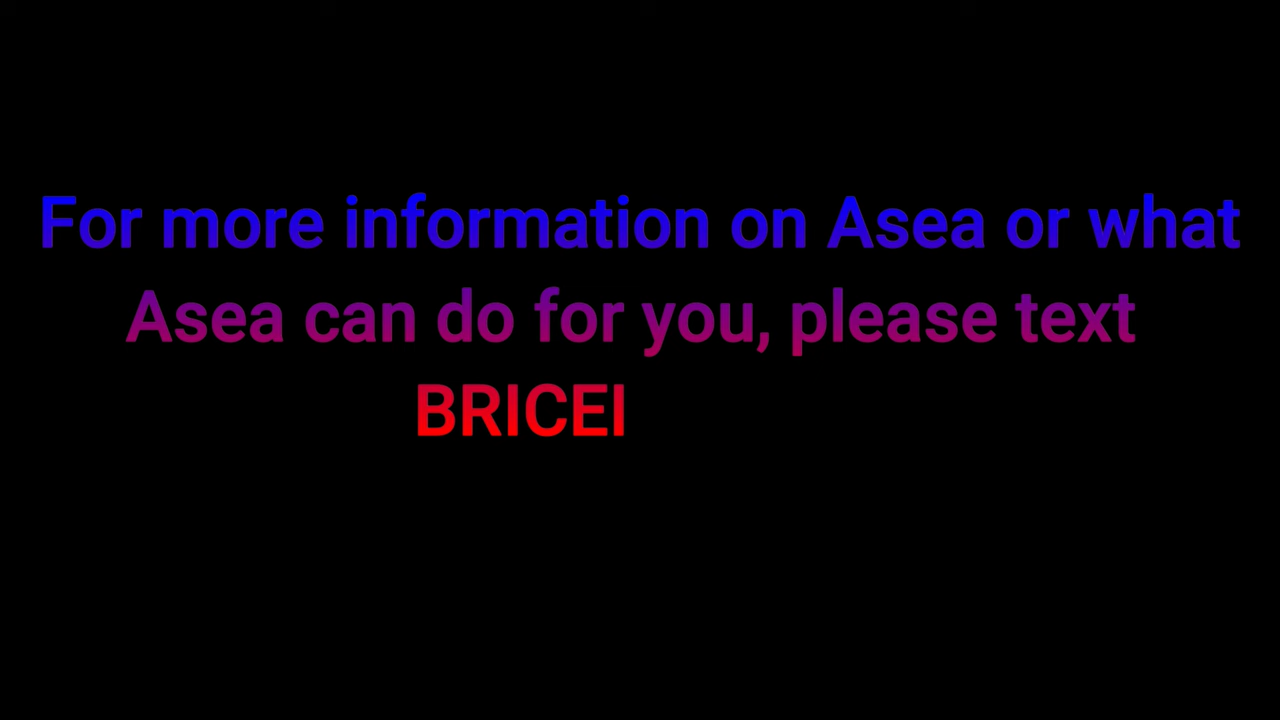 For more information on Asea or what
Asea can do for you, please text
BRICEI